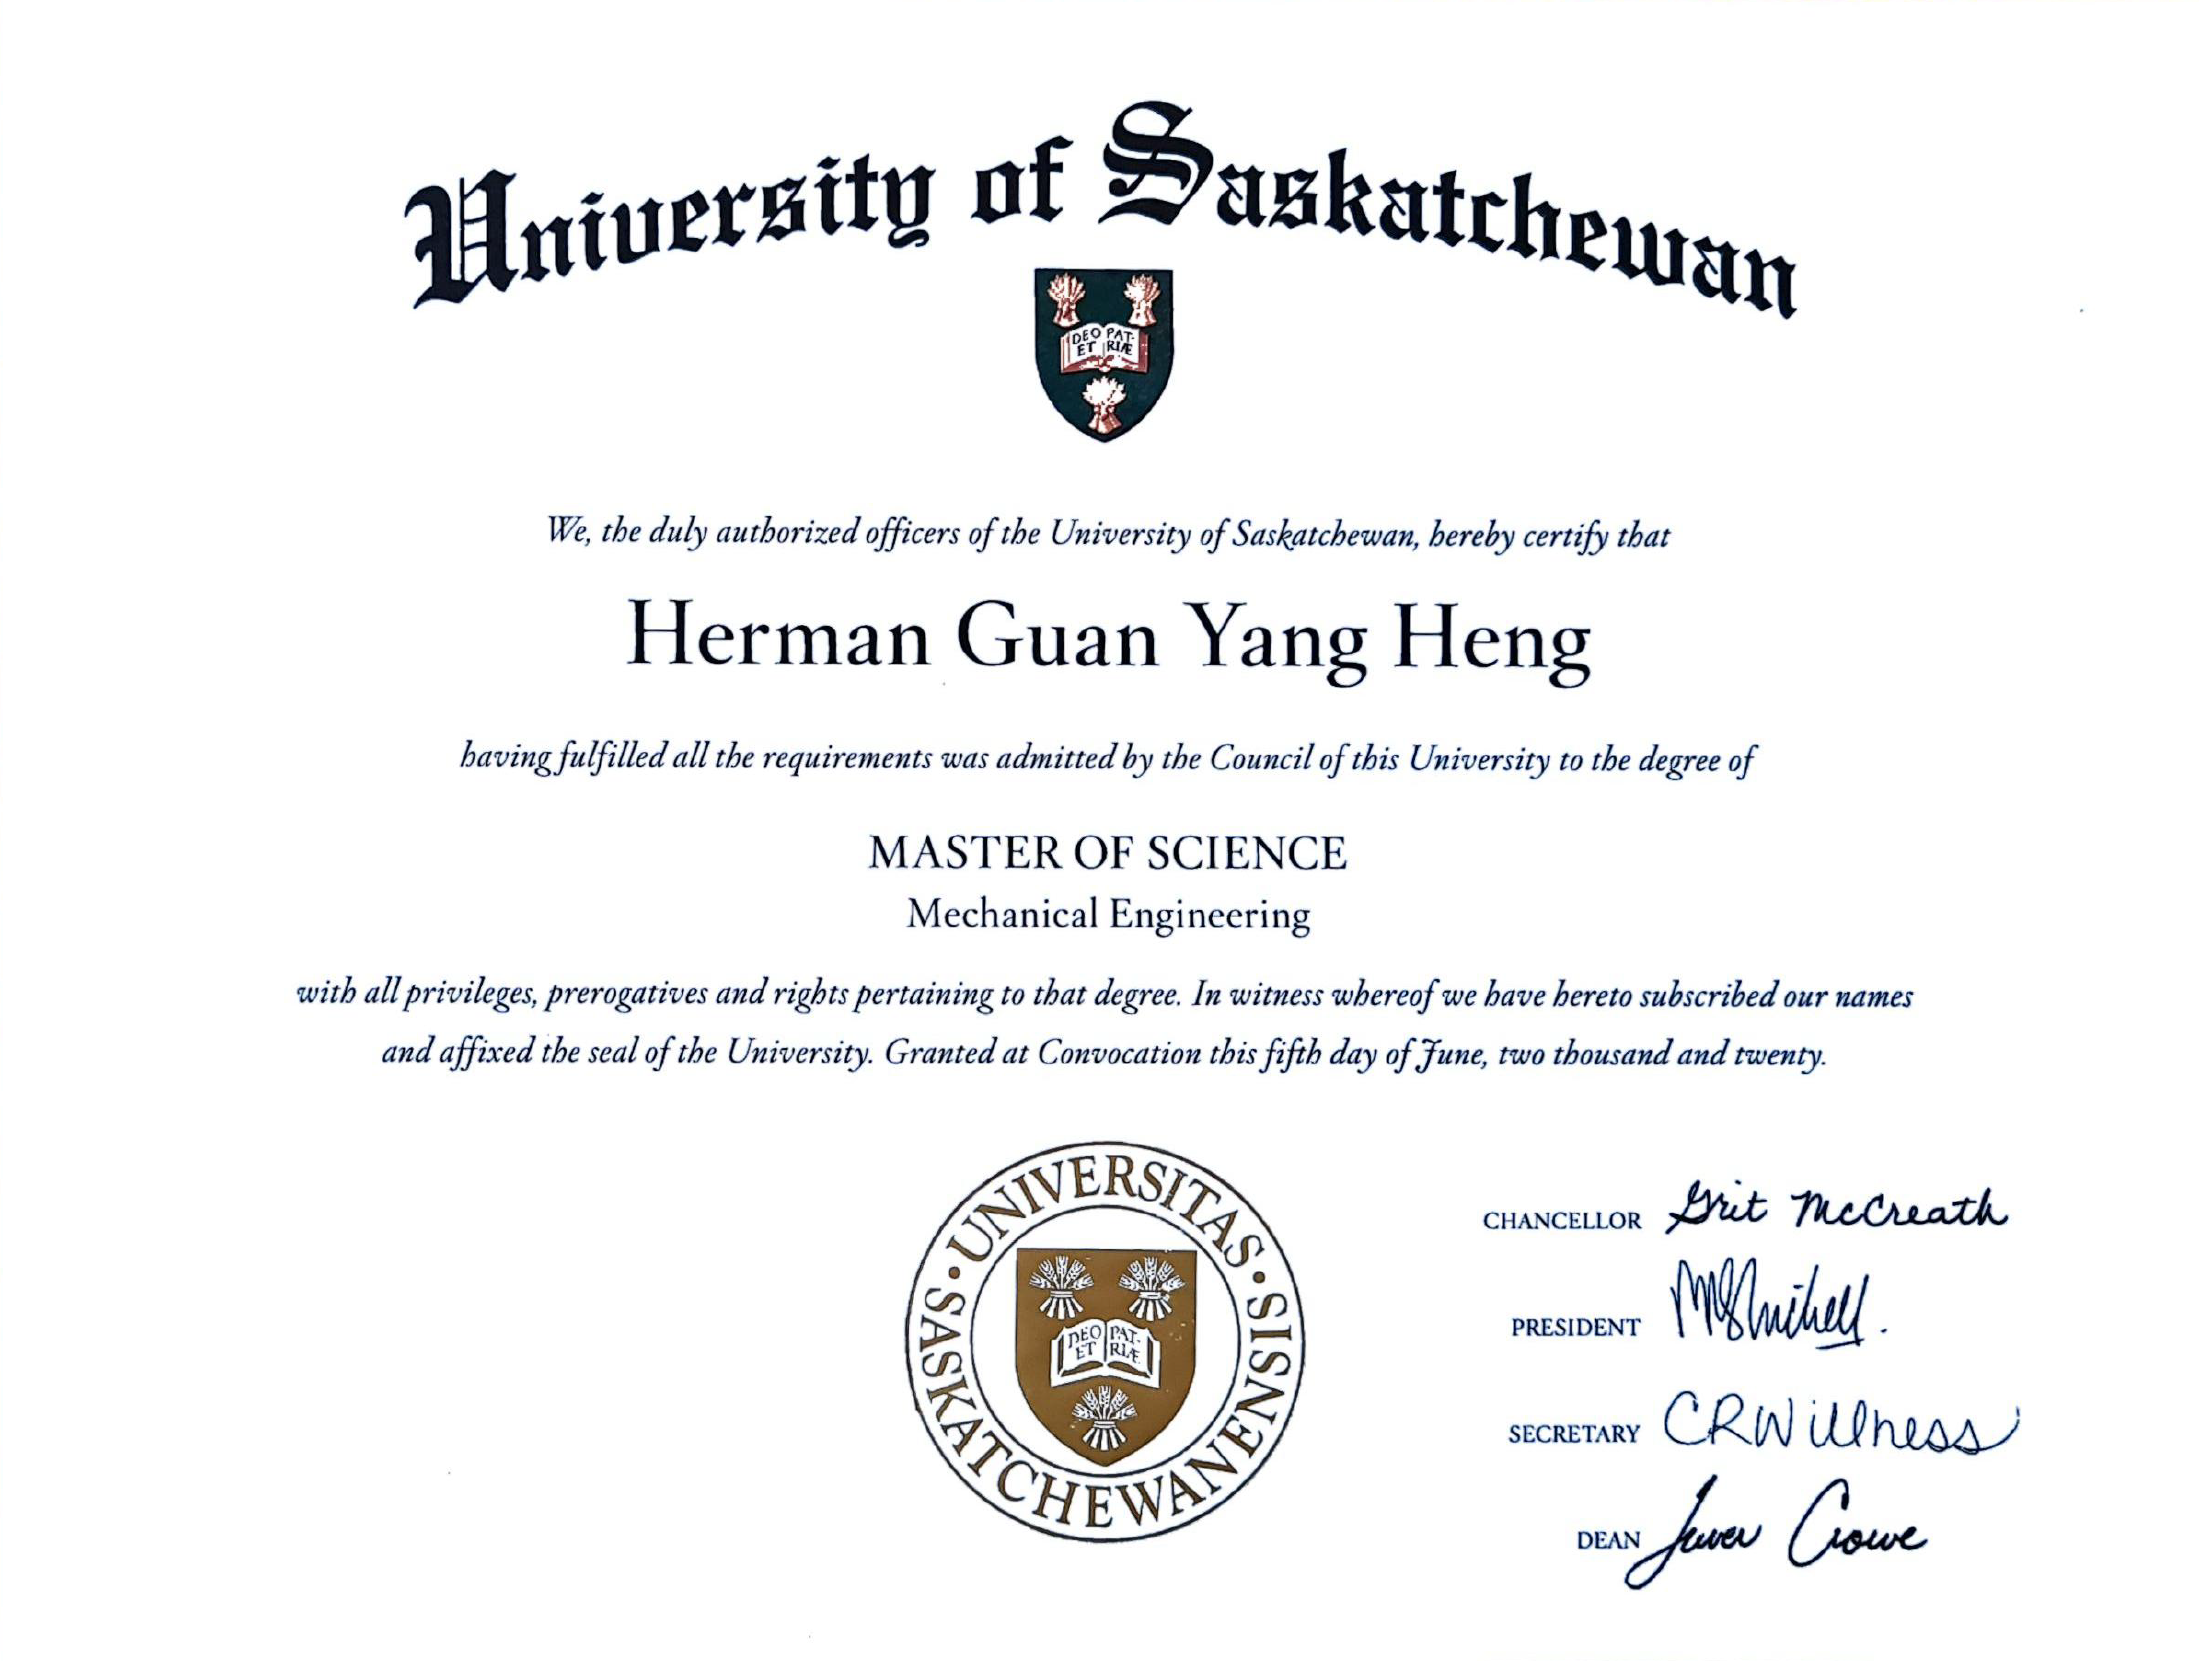 University of Saskatchewan
DEO PAT-
ET RIÆ
We, the duly authorized officers of the University of Saskatchewan, hereby certify that
Herman Guan Yang Heng
having fulfilled all the requirements was admitted by the Council of this University to the degree of
MASTER OF SCIENCE
Mechanical Engineering
with all privileges, prerogatives and rights pertaining to that degree. In witness whereof we have hereto subscribed our names
and affixed the seal of the University. Granted at Convocation this fifth day of June, two thousand and twenty.
· UNIVERSITAS · SASKATCHEWANENSIS
DEO PAT-
ET RIÆ
CHANCELLOR Grit McCreath
PRESIDENT
SECRETARY CRWillness
DEAN Crowe